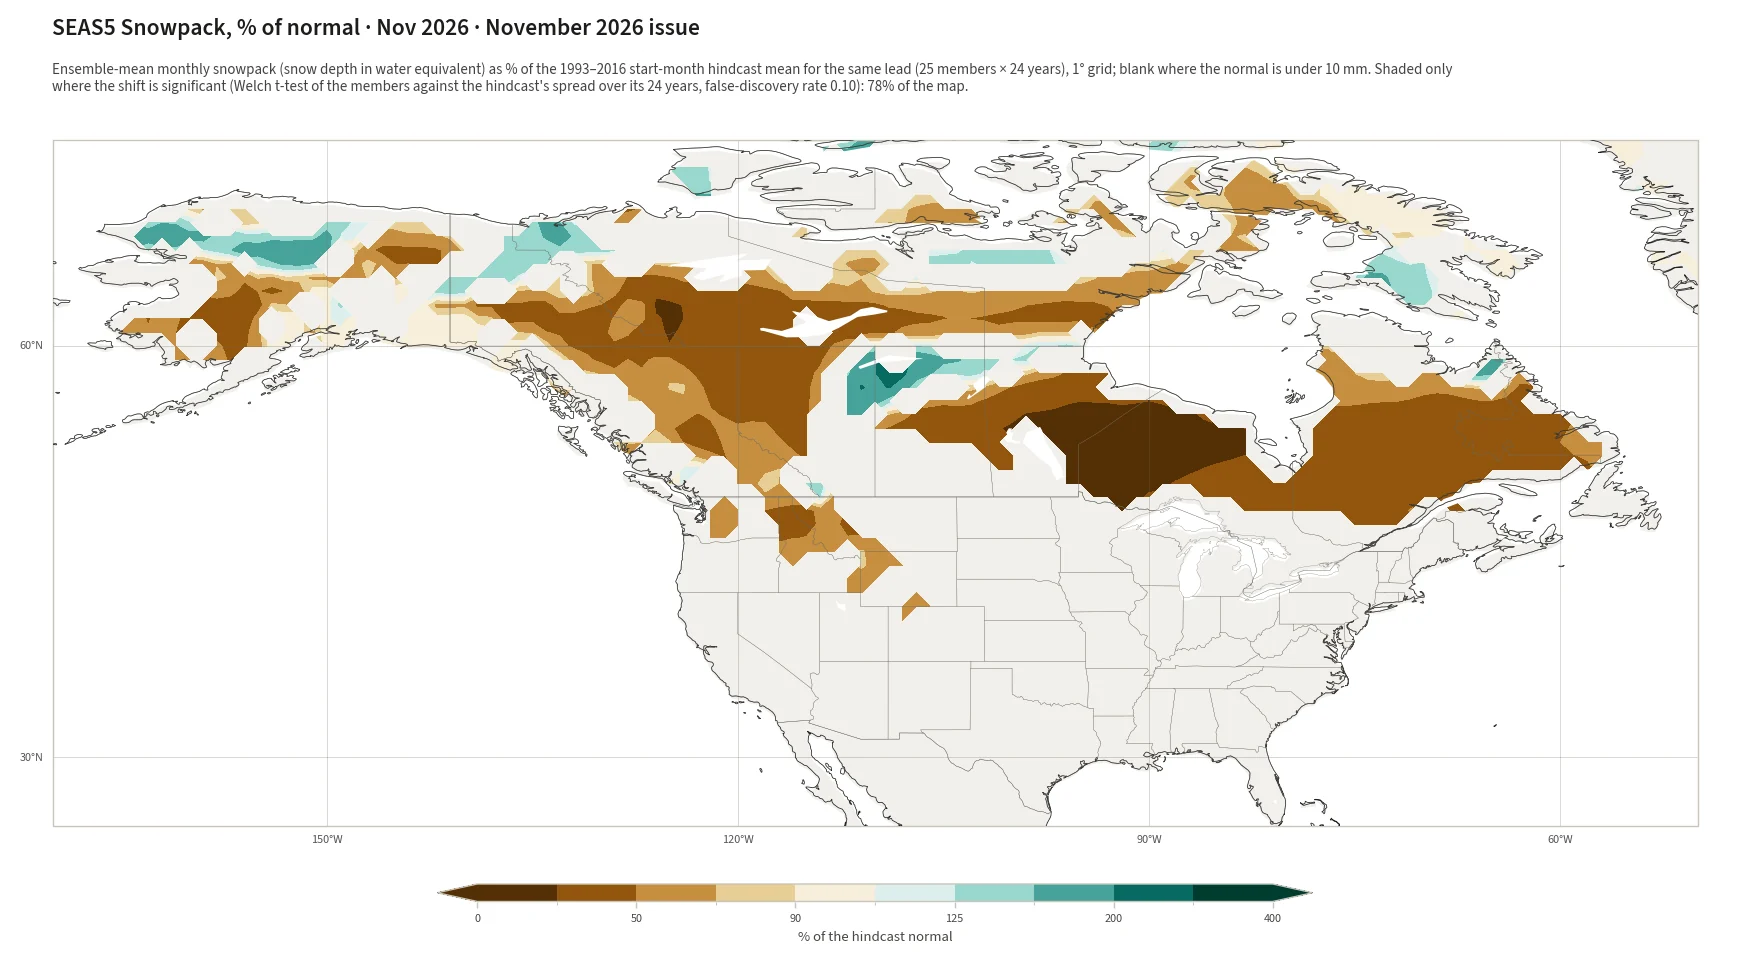 SEAS5 Snowpack, % of normal · Nov 2026 · November 2026 issue
Ensemble-mean monthly snowpack (snow depth in water equivalent) as % of the 1993–2016 start-month hindcast mean for the same lead (25 members × 24 years), 1° grid; blank where the normal is under 10 mm. Shaded only
where the shift is significant (Welch t-test of the members against the hindcast's spread over its 24 years, false-discovery rate 0.10): 78% of the map.
60°N
30°N
150°W 120°W 90°W 60°W
0 50 90 125 200 400
% of the hindcast normal